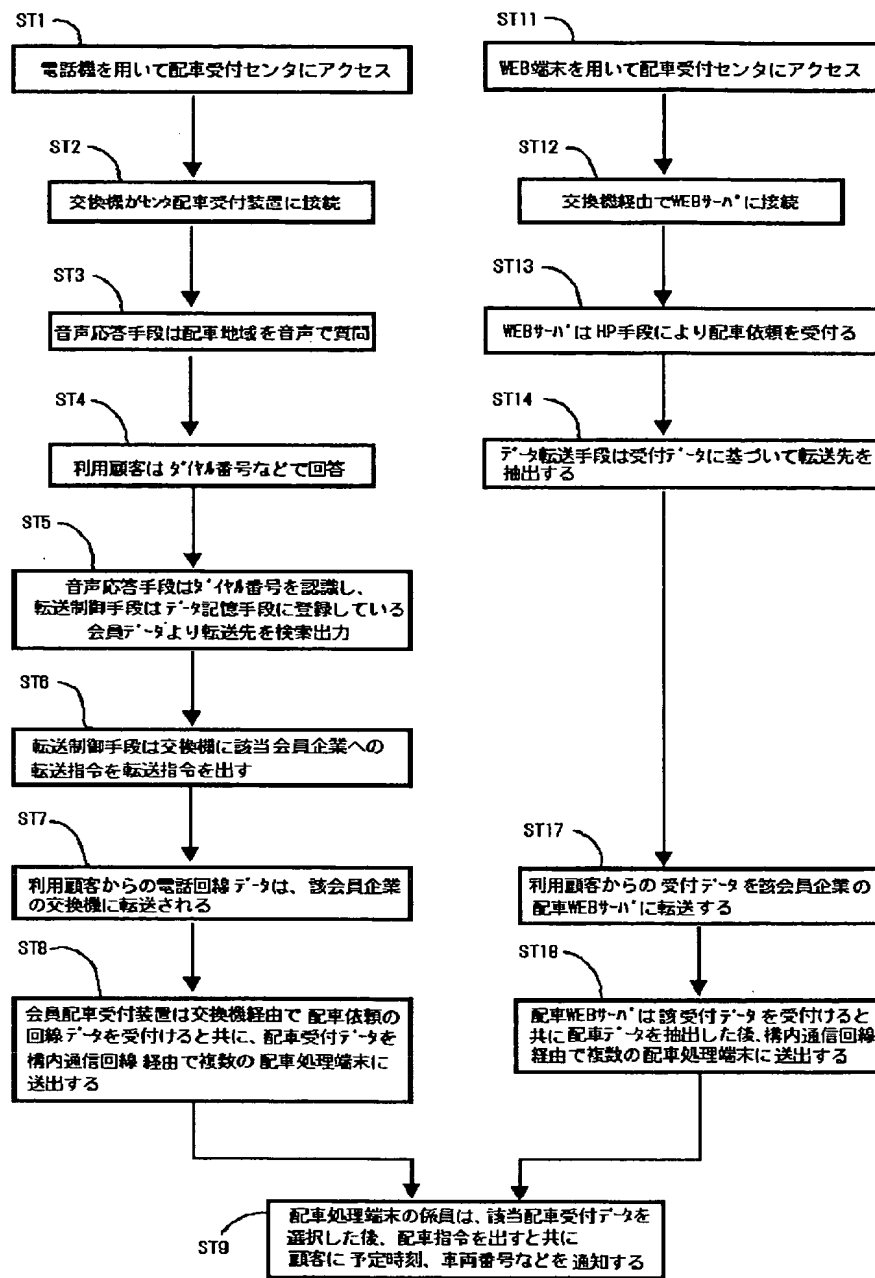 ST1
電話機を用いて配車受付センタにアクセス
ST2
交換機がセンタ配車受付装置に接続
ST3
音声応答手段は配車地域を音声で質問
ST4
利用顧客はダイヤル番号などで回答
ST5
音声応答手段はダイヤル番号を認識し、
転送制御手段はデータ記憶手段に登録している
会員データより転送先を検索出力
ST6
転送制御手段は交換機に該当会員企業への
転送指令を転送指令を出す
ST7
利用顧客からの電話回線データは、該会員企業
の交換機に転送される
ST8
会員配車受付装置は交換機経由で配車依頼の
回線データを受付けると共に、配車受付データを
構内通信回線経由で複数の配車処理端末に
送出する
ST11
WEB端末を用いて配車受付センタにアクセス
ST12
交換機経由でWEBサーバに接続
ST13
WEBサーバはHP手段により配車依頼を受付る
ST14
データ転送手段は受付データに基づいて転送先を
抽出する
ST17
利用顧客からの受付データを該会員企業の
配車WEBサーバに転送する
ST18
配車WEBサーバは該受付データを受付けると
共に配車データを抽出した後、構内通信回線
経由で複数の配車処理端末に送出する
ST9
配車処理端末の係員は、該当配車受付データを
選択した後、配車指令を出すと共に
顧客に予定時刻、車両番号などを通知する